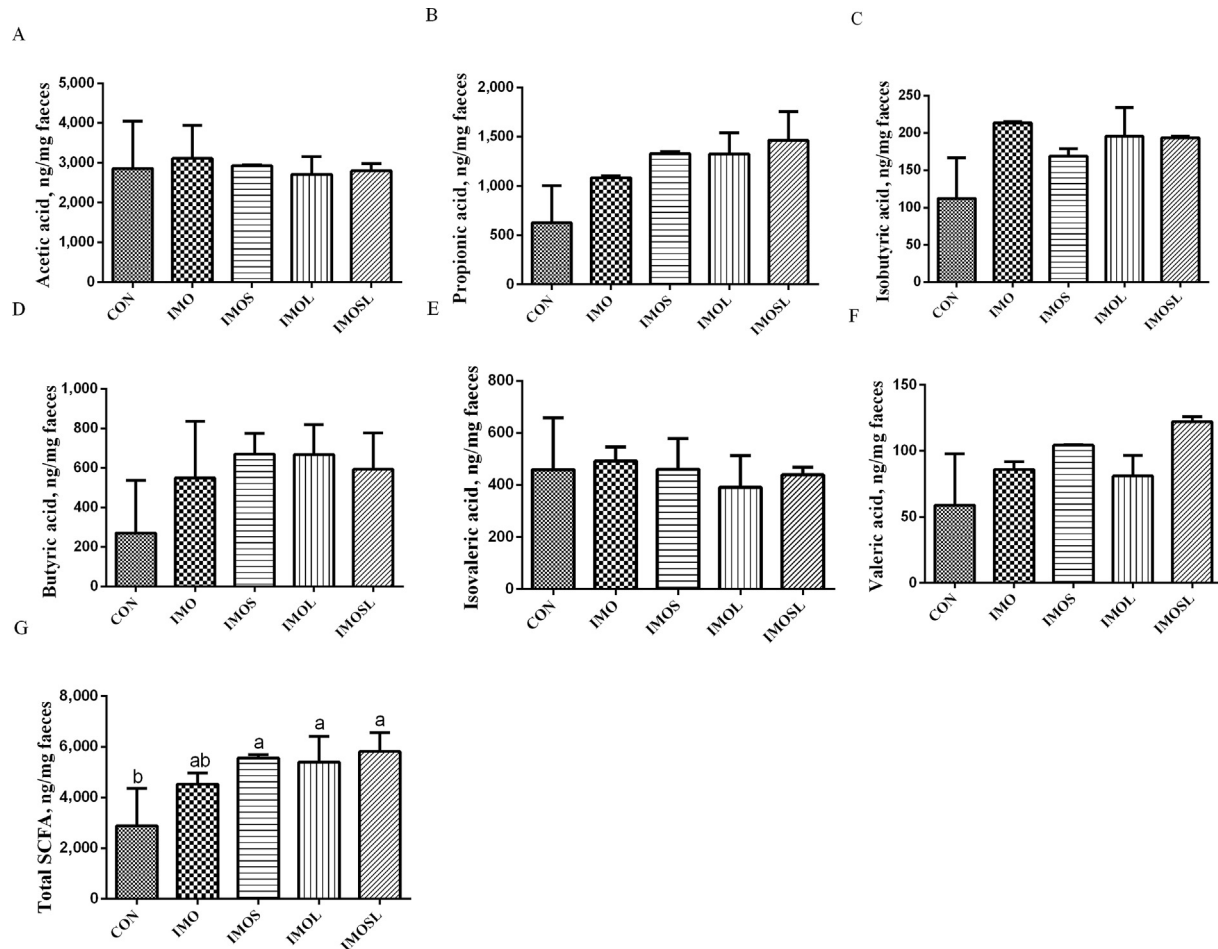 A
Acetic acid, ng/mg faeces
5,000
4,000
3,000
2,000
1,000
0
CON
IMO
IMOS
IMOL
IMOSL
B
Propionic acid, ng/mg faeces
2,000
1,500
1,000
500
0
CON
IMO
IMOS
IMOL
IMOSL
C
Isobutyric acid, ng/mg faeces
250
200
150
100
50
0
CON
IMO
IMOS
IMOL
IMOSL
D
Butyric acid, ng/mg faeces
1,000
800
600
400
200
0
CON
IMO
IMOS
IMOL
IMOSL
E
Isovaleric acid, ng/mg faeces
800
600
400
200
0
CON
IMO
IMOS
IMOL
IMOSL
F
Valeric acid, ng/mg faeces
150
100
50
0
CON
IMO
IMOS
IMOL
IMOSL
G
Total SCFA, ng/mg faeces
8,000
6,000
4,000
2,000
0
b
ab
a
a
a
CON
IMO
IMOS
IMOL
IMOSL